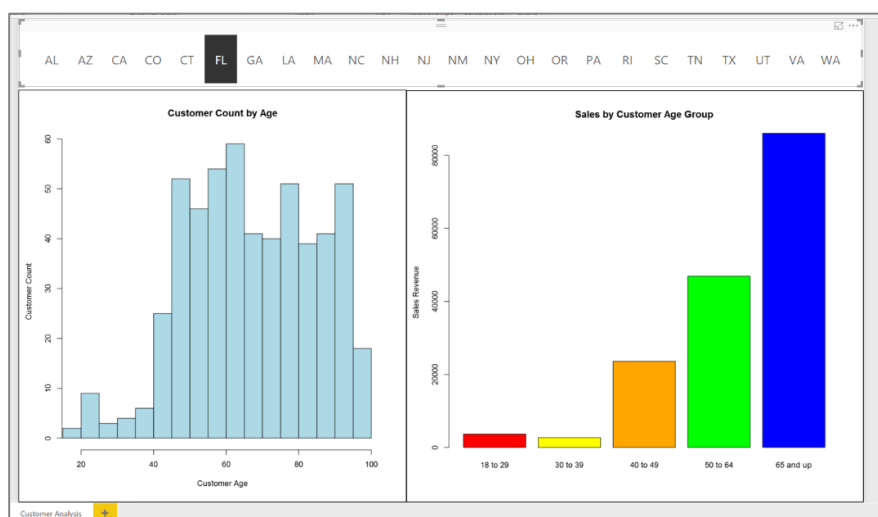 AL AZ CA CO CT FL GA LA MA NC NH NJ NM NY OH OR PA RI SC TN TX UT VA WA
Customer Count by Age
60
50
40
30
20
10
0
Customer Count
20 40 60 80 100
Customer Age
Sales by Customer Age Group
80000
60000
40000
20000
0
Sales Revenue
18 to 29 30 to 39 40 to 49 50 to 64 65 and up
Customer Analysis